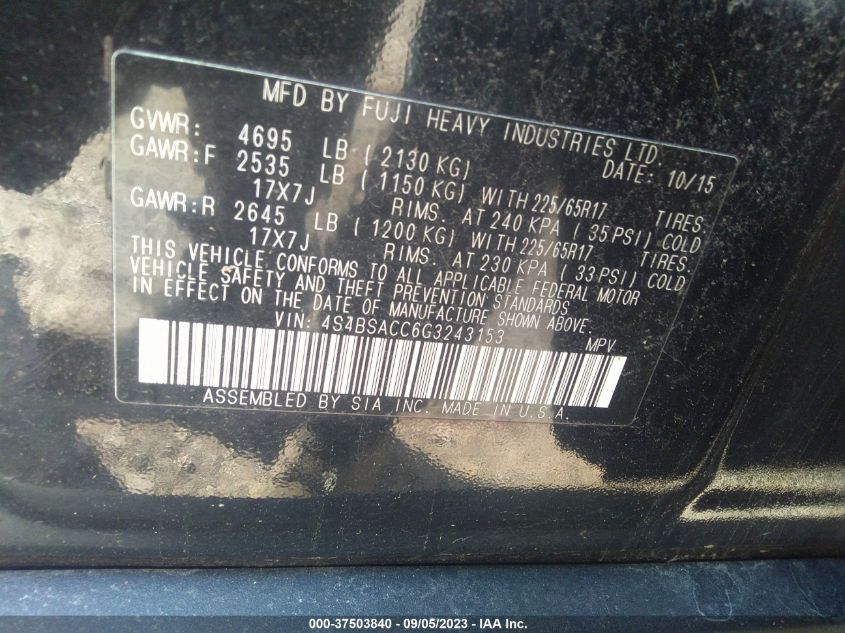 MFD BY FUJI HEAVY INDUSTRIES LTD.
GVWR: 4695 LB ( 2130 KG) DATE: 10/15
GAWR:F 2535 LB ( 1150 KG) WITH 225/65R17 TIRES
17X7J RIMS. AT 240 KPA ( 35 PSI) COLD
GAWR:R 2645 LB ( 1200 KG) WITH 225/65R17 TIRES.
17X7J RIMS. AT 230 KPA ( 33 PSI) COLD
THIS VEHICLE CONFORMS TO ALL APPLICABLE FEDERAL MOTOR
VEHICLE SAFETY AND THEFT PREVENTION STANDARDS
IN EFFECT ON THE DATE OF MANUFACTURE SHOWN ABOVE.
VIN: 4S4BSACC6G3243153 MPV
ASSEMBLED BY SIA INC. MADE IN U.S.A.
000-37503840 - 09/05/2023 - IAA Inc.